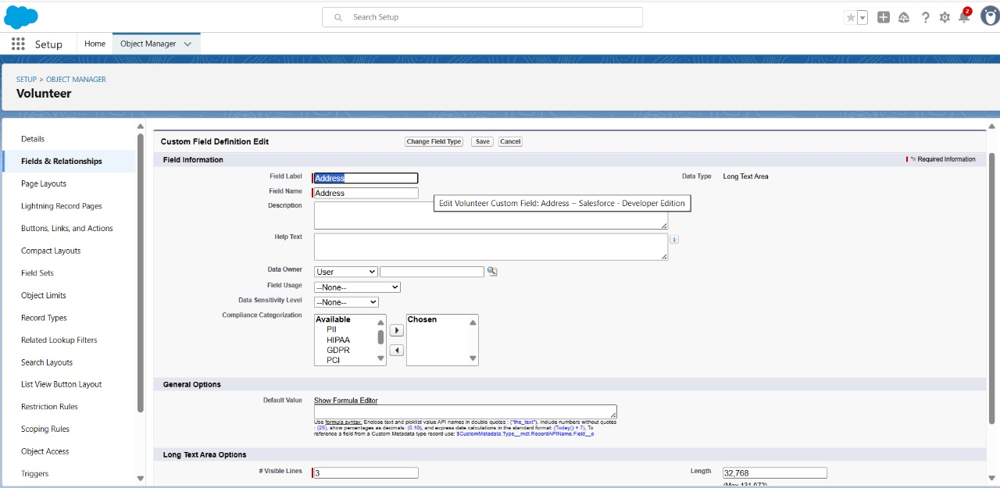 Search Setup
2
Setup
Home
Object Manager
SETUP > OBJECT MANAGER
Volunteer
Details
Fields & Relationships
Page Layouts
Lightning Record Pages
Buttons, Links, and Actions
Compact Layouts
Field Sets
Object Limits
Record Types
Related Lookup Filters
Search Layouts
List View Button Layout
Restriction Rules
Scoping Rules
Object Access
Triggers
Custom Field Definition Edit
Change Field Type
Save
Cancel
Field Information
= Required Information
Field Label
Address
Data Type
Long Text Area
Field Name
Address
Edit Volunteer Custom Field: Address ~ Salesforce - Developer Edition
Description
Help Text
i
Data Owner
User
Field Usage
--None--
Data Sensitivity Level
--None--
Compliance Categorization
Available
PII
HIPAA
GDPR
PCI
Chosen
General Options
Default Value
Show Formula Editor
Use formula syntax: Enclose text and picklist value API names in double quotes : ("the_text"), include numbers without quotes
: (25), show percentages as decimals: (0.10), and express date calculations in the standard format: (Today() + 7), To
reference a field from a Custom Metadata type record use: $CustomMetadata.Type__mdt.RecordAPIName.Field__c
Long Text Area Options
# Visible Lines
3
Length
32,768
(Max 131,072)